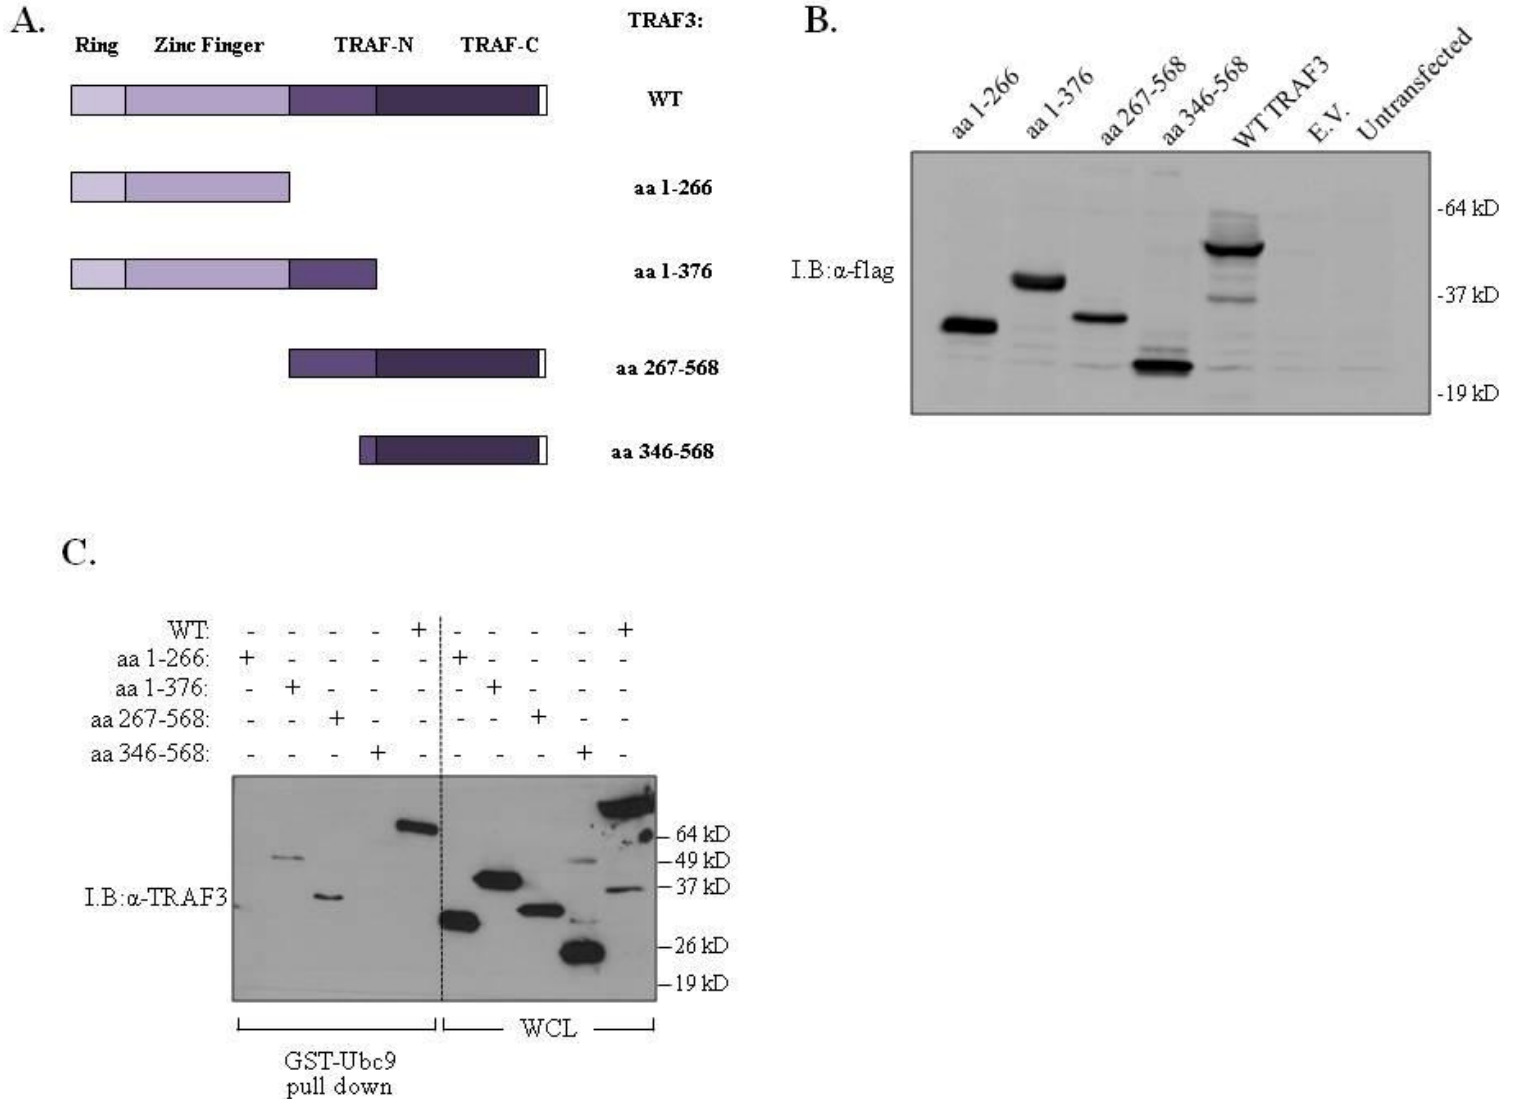 A.
Ring Zinc Finger TRAF-N TRAF-C TRAF3:
WT
aa 1-266
aa 1-376
aa 267-568
aa 346-568
B.
aa 1-266 aa 1-376 aa 267-568 aa 346-568 WT TRAF3 E.V. Untransfected
-64 kD
I.B:α-flag
-37 kD
-19 kD
C.
WT: - - - - + - - - - +
aa 1-266: + - - - - + - - - -
aa 1-376: - + - - - - + - - -
aa 267-568: - - + - - - - + - -
aa 346-568: - - - + - - - - + -
64 kD
49 kD
37 kD
I.B:α-TRAF3
26 kD
19 kD
GST-Ubc9
pull down
WCL